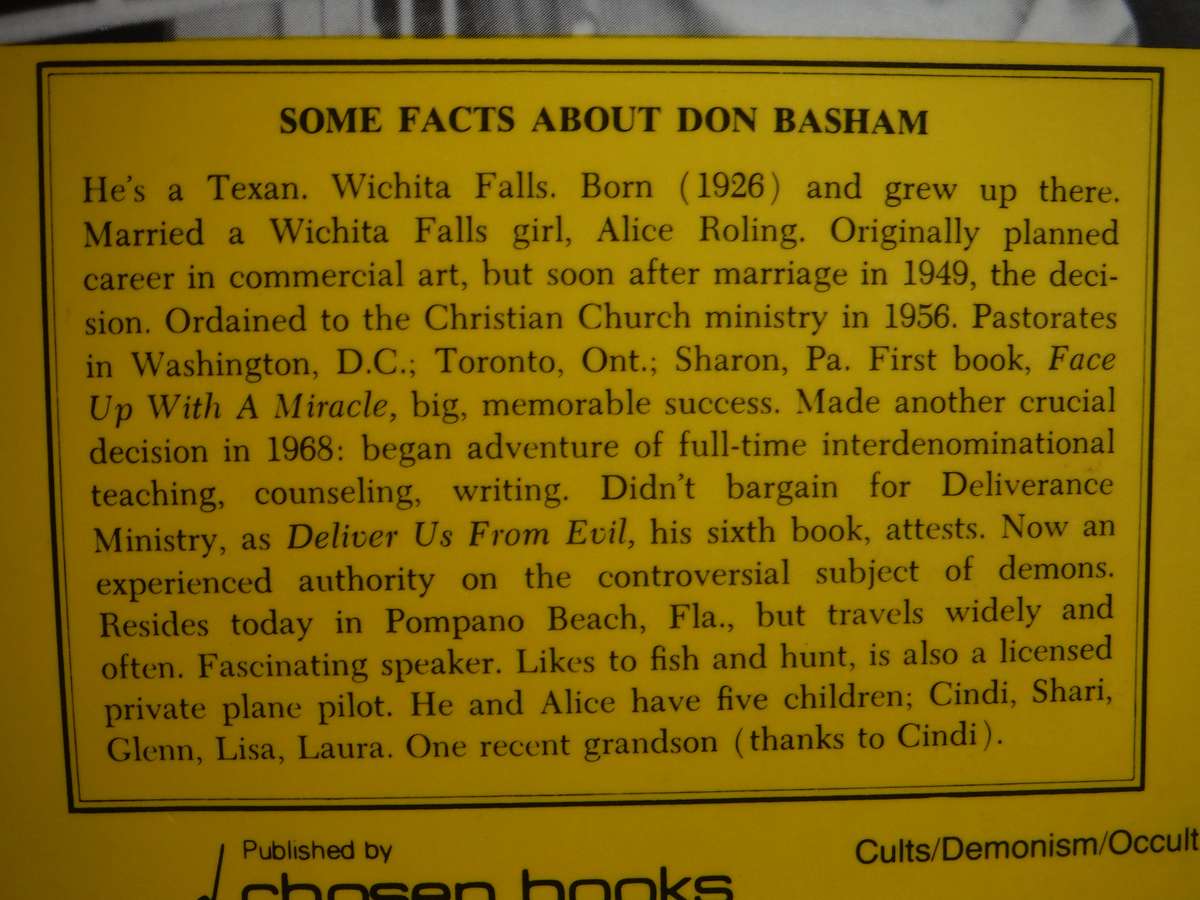 SOME FACTS ABOUT DON BASHAM
He's a Texan. Wichita Falls. Born (1926) and grew up there.
Married a Wichita Falls girl, Alice Roling. Originally planned
career in commercial art, but soon after marriage in 1949, the deci-
sion. Ordained to the Christian Church ministry in 1956. Pastorates
in Washington, D.C.; Toronto, Ont.; Sharon, Pa. First book, Face
Up With A Miracle, big, memorable success. Made another crucial
decision in 1968: began adventure of full-time interdenominational
teaching, counseling, writing. Didn't bargain for Deliverance
Ministry, as Deliver Us From Evil, his sixth book, attests. Now an
experienced authority on the controversial subject of demons.
Resides today in Pompano Beach, Fla., but travels widely and
often. Fascinating speaker. Likes to fish and hunt, is also a licensed
private plane pilot. He and Alice have five children; Cindi, Shari,
Glenn, Lisa, Laura. One recent grandson (thanks to Cindi).
Published by
chosen books
Cults/Demonism/Occult